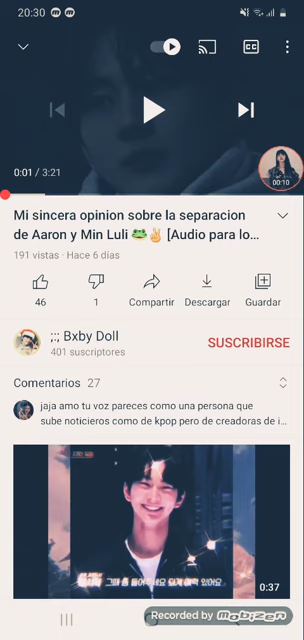 20:30
CC
0:01 / 3:21
00:10
Mi sincera opinion sobre la separacion
de Aaron y Min Luli 🐸✌ [Audio para lo...
191 vistas · Hace 6 días
46
1
Compartir
Descargar
Guardar
;:; Bxby Doll
401 suscriptores
SUSCRIBIRSE
Comentarios 27
jaja amo tu voz pareces como una persona que
sube noticieros como de kpop pero de creadoras de i...
0:37
Recorded by mobizen